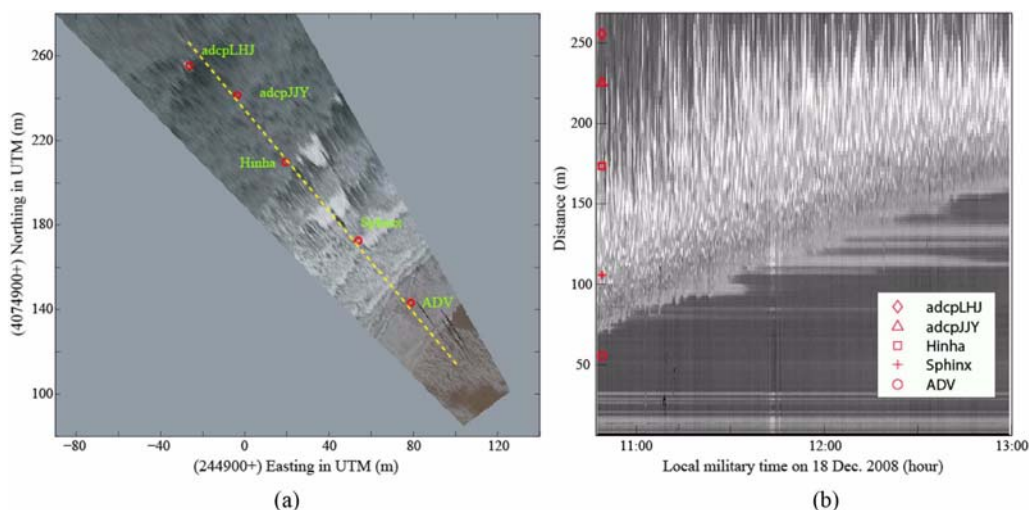 260
220
180
140
100
(4074900+) Northing in UTM (m)
adcpLHJ
adcpJJY
Hinha
Sphinx
ADV
−80
−40
0
40
80
120
(244900+) Easting in UTM (m)
(a)
250
200
150
100
50
Distance (m)
adcpLHJ
adcpJJY
Hinha
Sphinx
ADV
11:00
12:00
13:00
Local military time on 18 Dec. 2008 (hour)
(b)